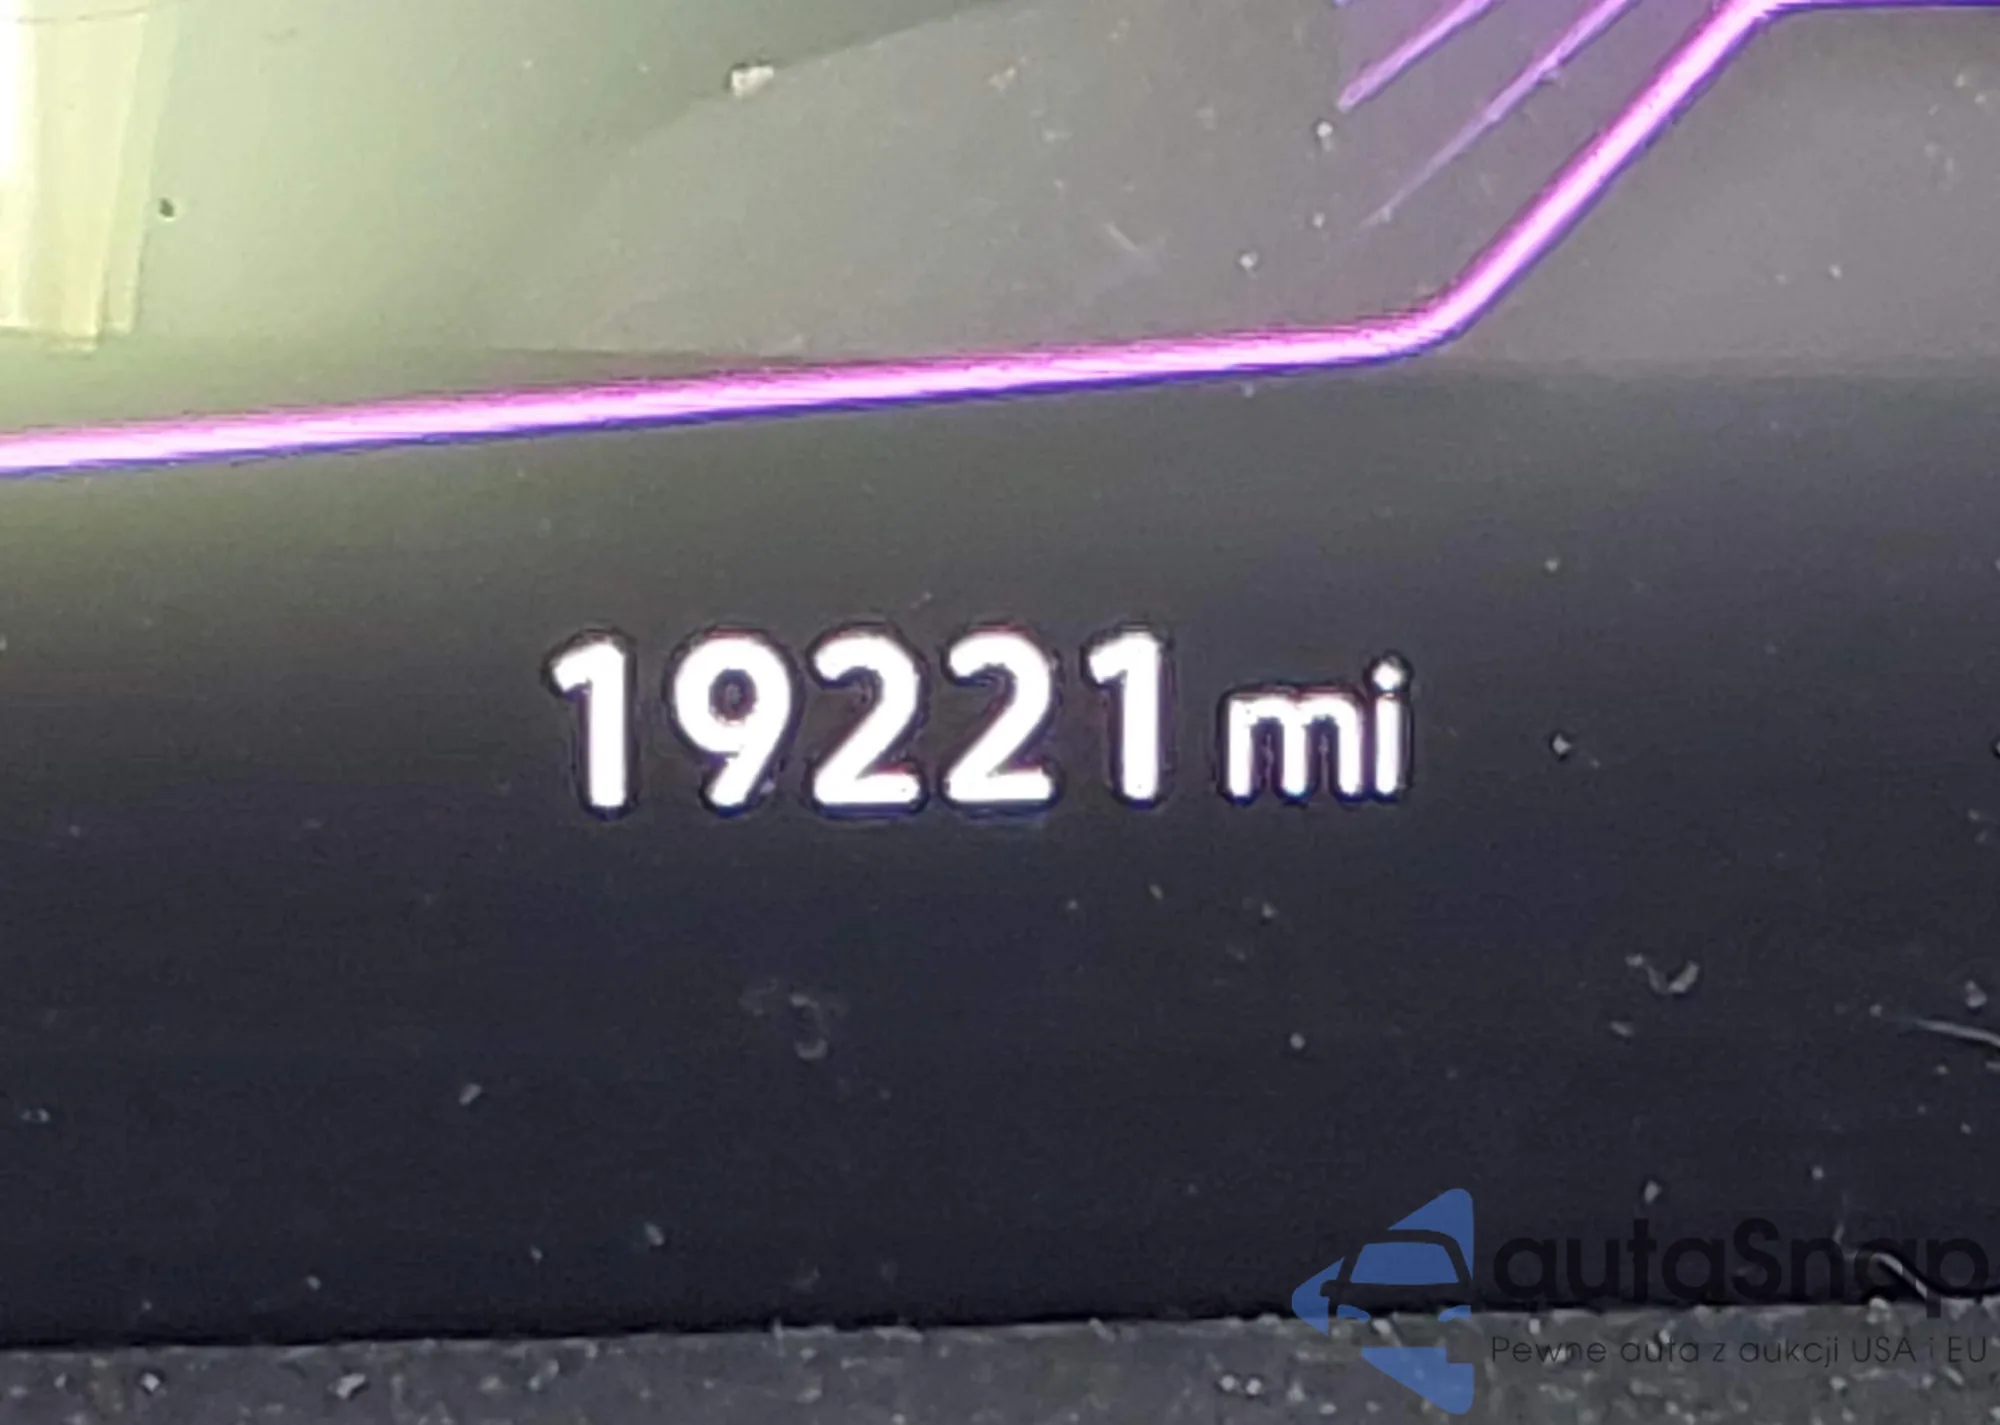 19221 mi
autaSnap
Pewne auta z aukcji USA i EU